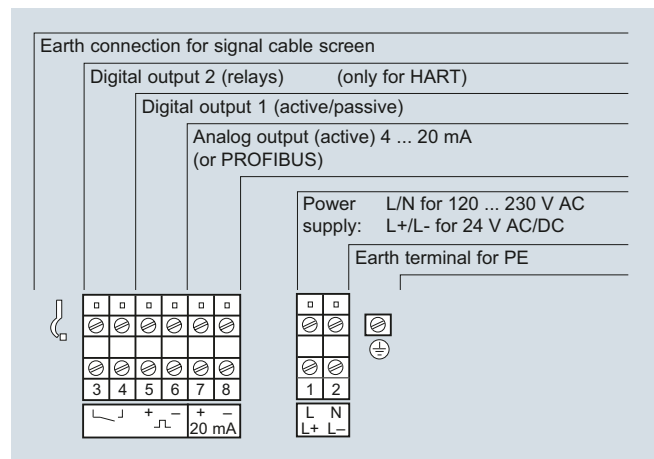 Earth connection for signal cable screen
Digital output 2 (relays) (only for HART)
Digital output 1 (active/passive)
Analog output (active) 4 ... 20 mA
(or PROFIBUS)
Power L/N for 120 ... 230 V AC
supply: L+/L- for 24 V AC/DC
Earth terminal for PE
3 4 5 6 7 8 1 2
+ – + – L N
20 mA L+ L–